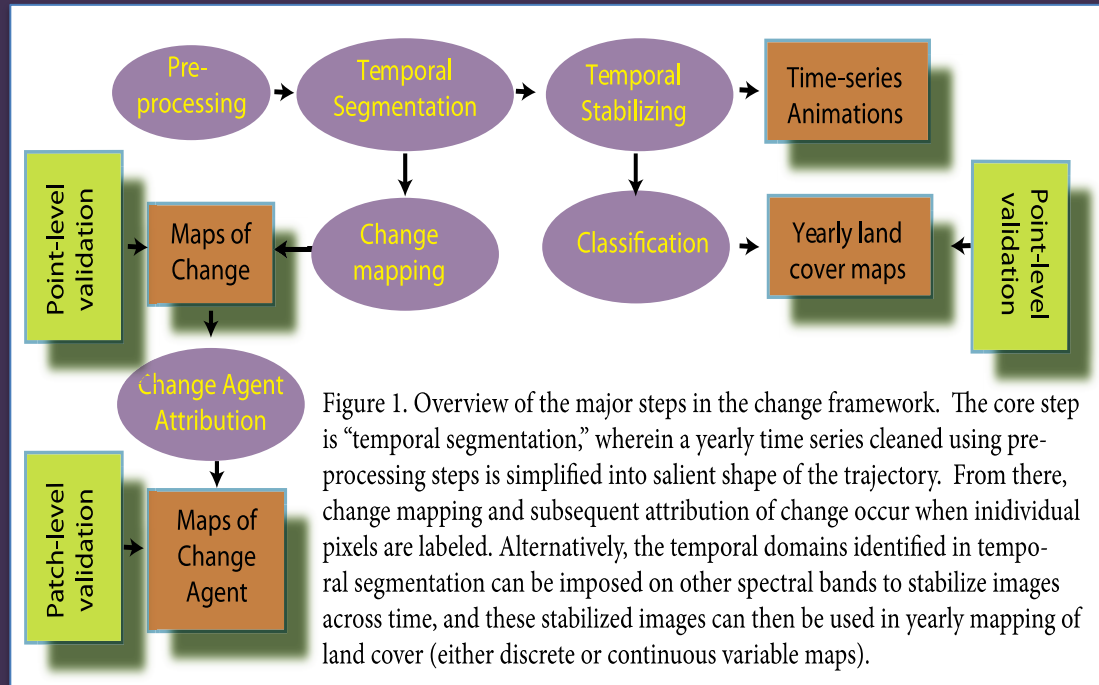 Pre-
processing
Temporal
Segmentation
Temporal
Stabilizing
Time-series
Animations
Point-level
validation
Maps of
Change
Change
mapping
Classification
Yearly land
cover maps
Point-level
validation
Change Agent
Attribution
Patch-level
validation
Maps of
Change
Agent
Figure 1. Overview of the major steps in the change framework. The core step
is “temporal segmentation,” wherein a yearly time series cleaned using pre-
processing steps is simplified into salient shape of the trajectory. From there,
change mapping and subsequent attribution of change occur when inidividual
pixels are labeled. Alternatively, the temporal domains identified in tempo-
ral segmentation can be imposed on other spectral bands to stabilize images
across time, and these stabilized images can then be used in yearly mapping of
land cover (either discrete or continuous variable maps).